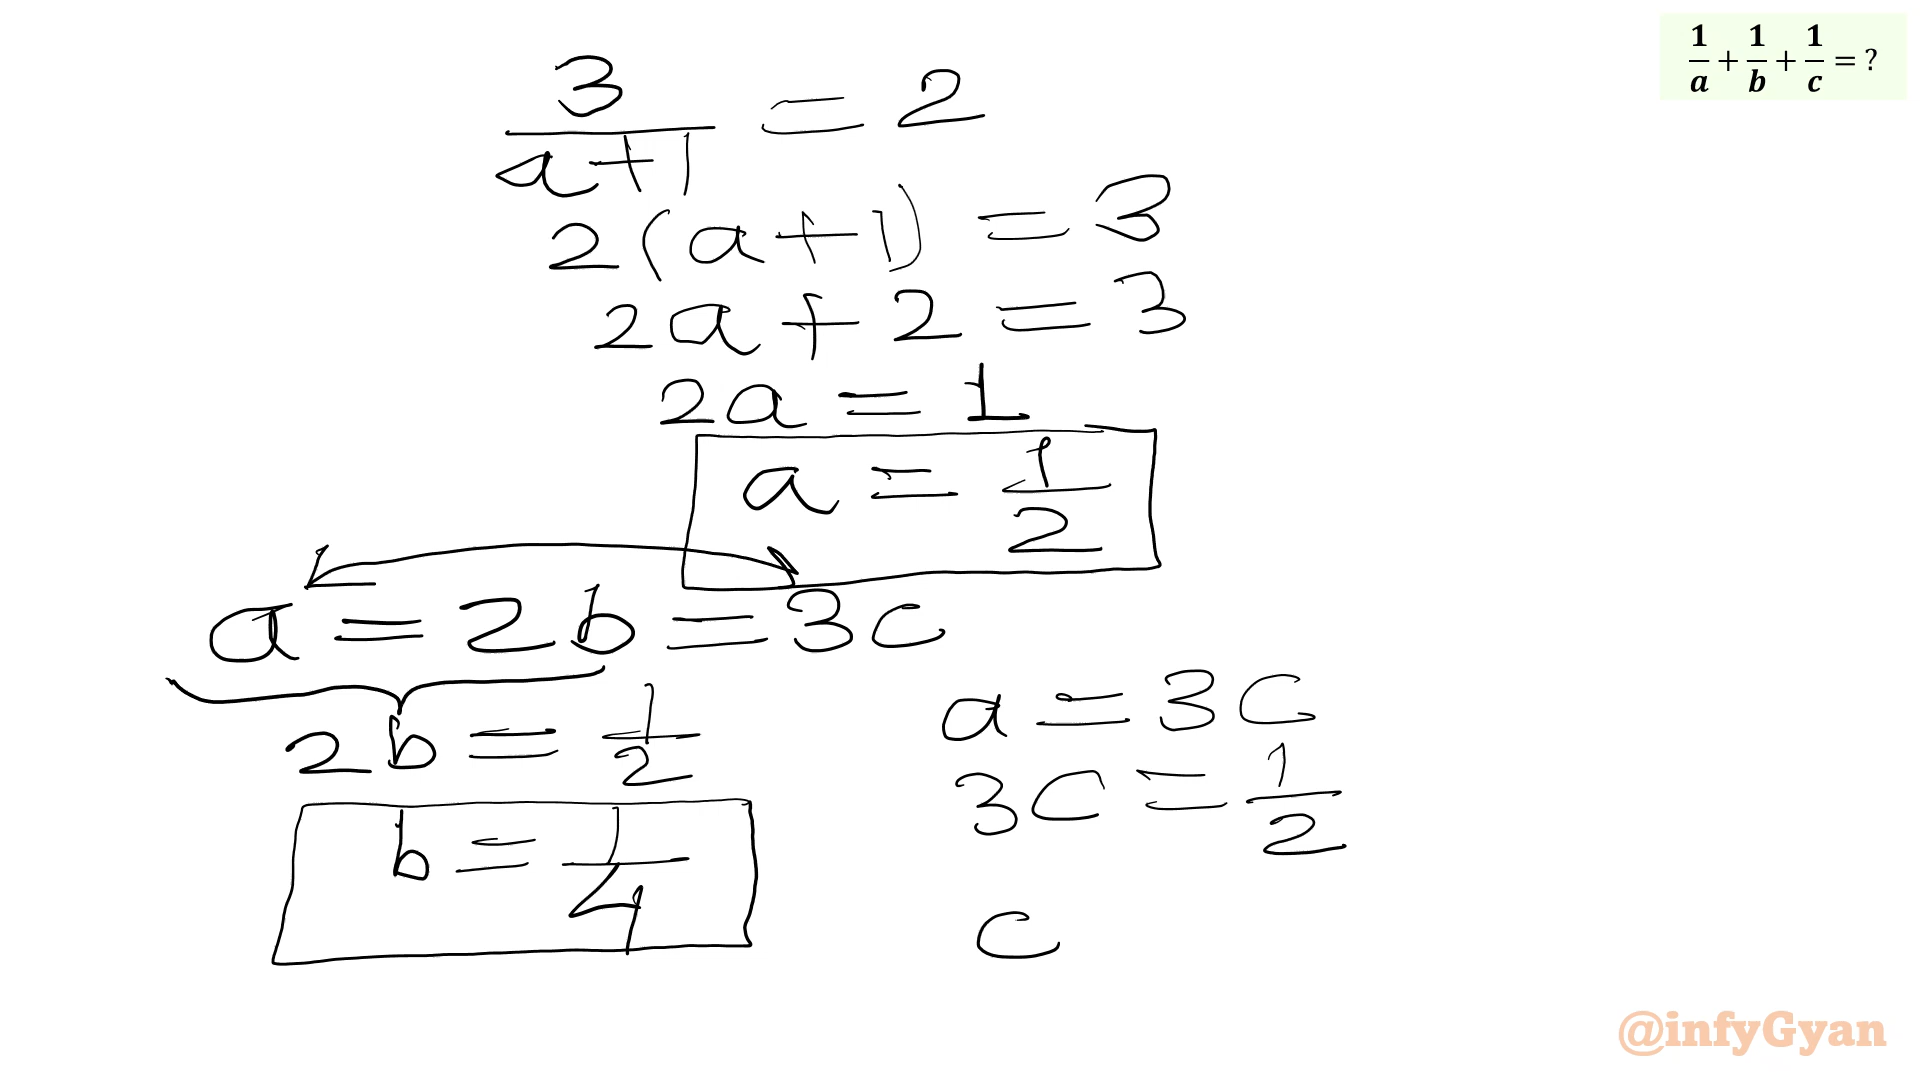 1/a + 1/b + 1/c = ?
3/(a+1) = 2
2(a+1) = 3
2a + 2 = 3
2a = 1
a = 1/2
a = 2b = 3c
2b = 1/2
b = 1/4
a = 3c
3c = 1/2
c
@infyGyan